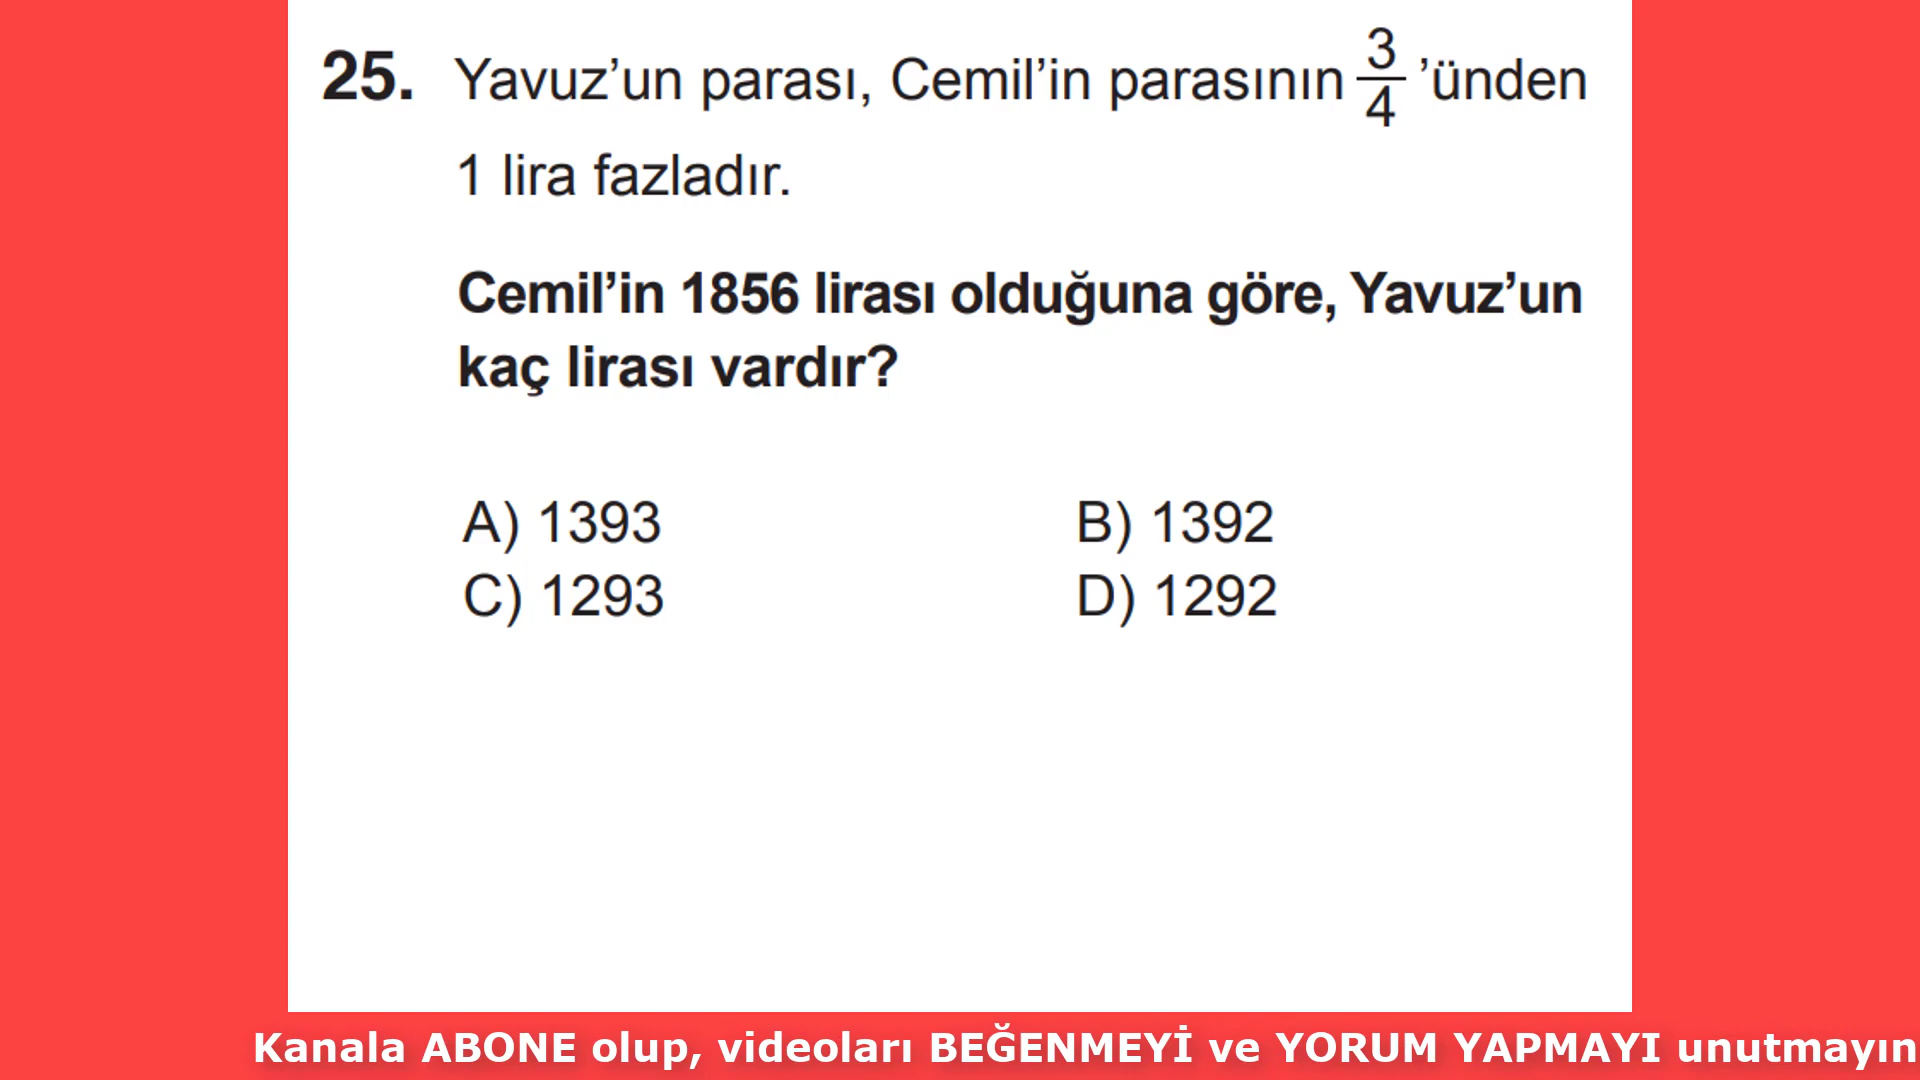 25. Yavuz’un parası, Cemil’in parasının 3/4 ’ünden
1 lira fazladır.
Cemil’in 1856 lirası olduğuna göre, Yavuz’un
kaç lirası vardır?
A) 1393 B) 1392
C) 1293 D) 1292
Kanala ABONE olup, videoları BEĞENMEYİ ve YORUM YAPMAYI unutmayın